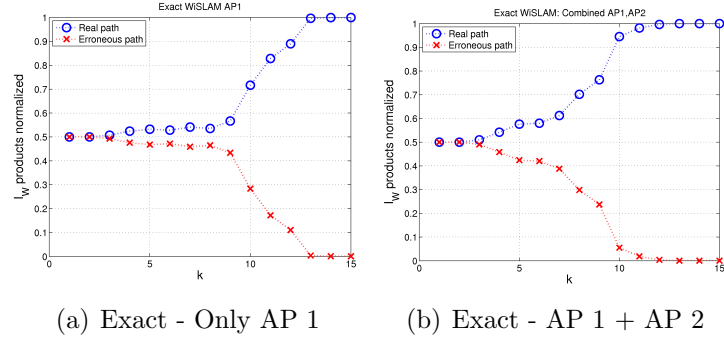 Exact WiSLAM AP1
Real path
Erroneous path
I_W products normalized
1
0.9
0.8
0.7
0.6
0.5
0.4
0.3
0.2
0.1
0
0
5
10
15
k
(a) Exact - Only AP 1
Exact WiSLAM: Combined AP1,AP2
Real path
Erroneous path
I_W products normalized
1
0.9
0.8
0.7
0.6
0.5
0.4
0.3
0.2
0.1
0
0
5
10
15
k
(b) Exact - AP 1 + AP 2